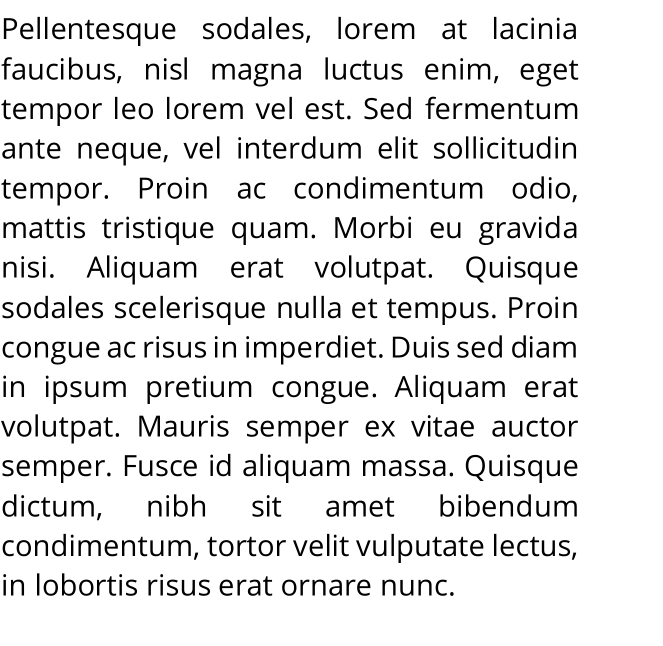 Pellentesque sodales, lorem at lacinia
faucibus, nisl magna luctus enim, eget
tempor leo lorem vel est. Sed fermentum
ante neque, vel interdum elit sollicitudin
tempor. Proin ac condimentum odio,
mattis tristique quam. Morbi eu gravida
nisi. Aliquam erat volutpat. Quisque
sodales scelerisque nulla et tempus. Proin
congue ac risus in imperdiet. Duis sed diam
in ipsum pretium congue. Aliquam erat
volutpat. Mauris semper ex vitae auctor
semper. Fusce id aliquam massa. Quisque
dictum, nibh sit amet bibendum
condimentum, tortor velit vulputate lectus,
in lobortis risus erat ornare nunc.